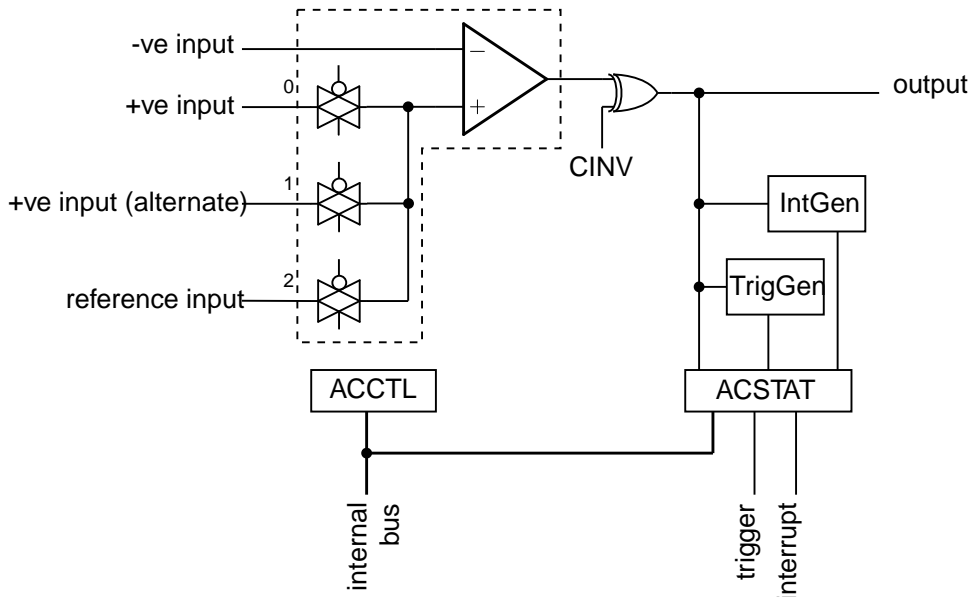 -ve input
output
0
+ve input
CINV
1
+ve input (alternate)
IntGen
2
reference input
TrigGen
ACCTL
ACSTAT
internal
bus
trigger
interrupt